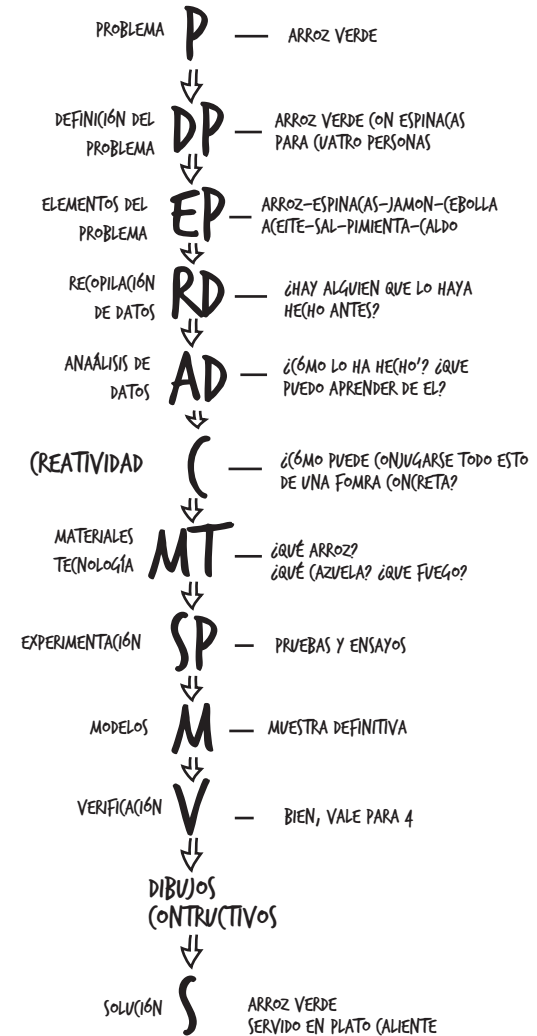 PROBLEMA P — ARROZ VERDE
DEFINICIÓN DEL
PROBLEMA
DP —
ARROZ VERDE CON ESPINACAS
PARA CUATRO PERSONAS
ELEMENTOS DEL
PROBLEMA
EP —
ARROZ-ESPINACAS-JAMON-CEBOLLA
ACEITE-SAL-PIMIENTA-CALDO
RECOPILACIÓN
DE DATOS
RD —
¿HAY ALGUIEN QUE LO HAYA
HECHO ANTES?
ANAÁLISIS DE
DATOS
AD —
¿CÓMO LO HA HECHO'? ¿QUE
PUEDO APRENDER DE EL?
CREATIVIDAD
C —
¿CÓMO PUEDE CONJUGARSE TODO ESTO
DE UNA FOMRA CONCRETA?
MATERIALES
TECNOLOGÍA
MT —
¿QUÉ ARROZ?
¿QUÉ CAZUELA? ¿QUE FUEGO?
EXPERIMENTACIÓN SP — PRUEBAS Y ENSAYOS
MODELOS M — MUESTRA DEFINITIVA
VERIFICACIÓN V — BIEN, VALE PARA 4
DIBUJOS
CONTRUCTIVOS
SOLUCIÓN S
ARROZ VERDE
SERVIDO EN PLATO CALIENTE